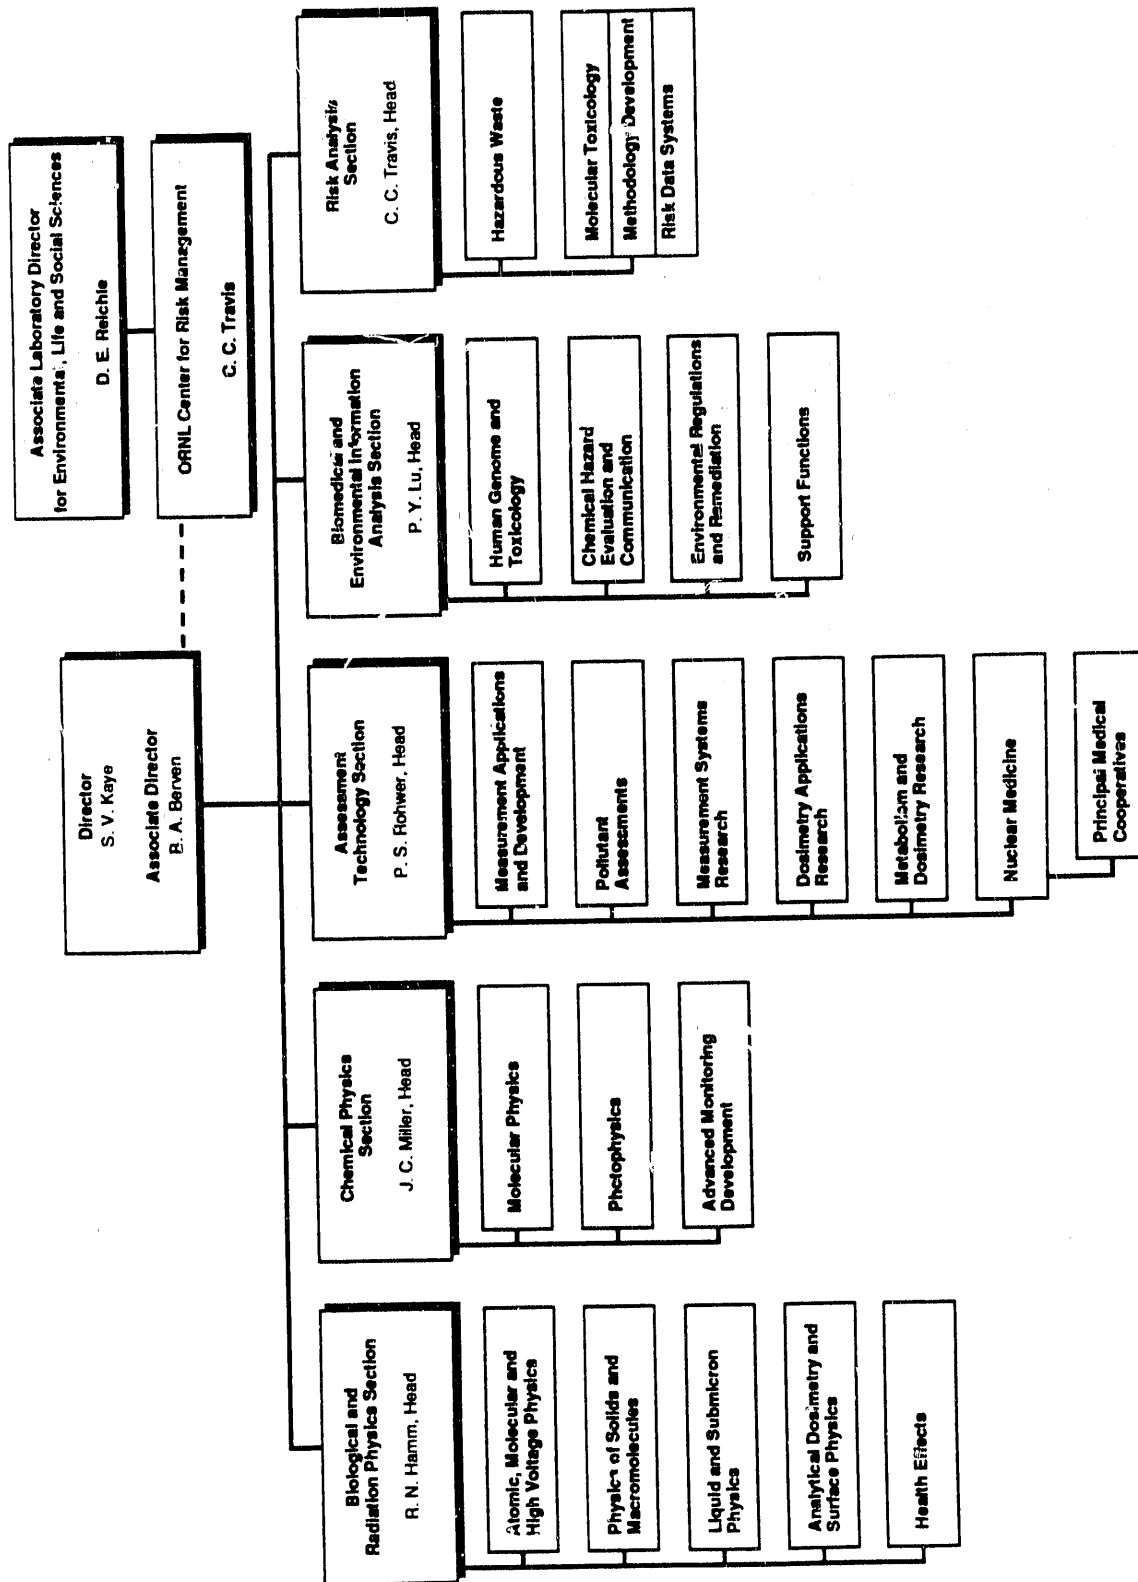 Director
S. V. Kaye
Associate Director
B. A. Berven
Associate Laboratory Director
for Environmental, Life and Social Sciences
D. E. Reichle
ORNL Center for Risk Management
C. C. Travis
Biological and
Radiation Physics Section
R. N. Hamm, Head
Atomic, Molecular and
High Voltage Physics
Physics of Solids and
Macromolecules
Liquid and Submicron
Physics
Analytical Dosimetry and
Surface Physics
Health Effects
Chemical Physics
Section
J. C. Miller, Head
Molecular Physics
Photophysics
Advanced Monitoring
Development
Assessment
Technology Section
P. S. Rohwer, Head
Measurement Applications
and Development
Pollutant
Assessments
Measurement Systems
Research
Dosimetry Applications
Research
Metabolism and
Dosimetry Research
Nuclear Medicine
Principal Medical
Cooperatives
Biomedical and
Environmental Information
Analysis Section
P. Y. Lu, Head
Human Genome and
Toxicology
Chemical Hazard
Evaluation and
Communication
Environmental Regulations
and Remediation
Support Functions
Risk Analysis
Section
C. C. Travis, Head
Hazardous Waste
Molecular Toxicology
Methodology Development
Risk Data Systems